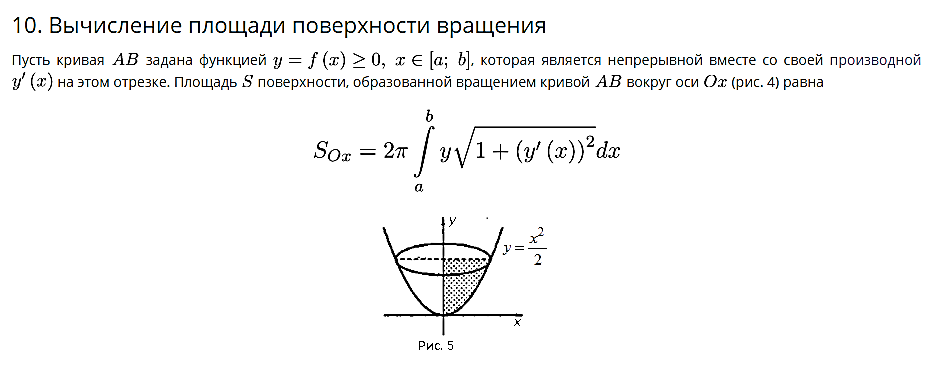 10. Вычисление площади поверхности вращения
Пусть кривая AB задана функцией y = f (x) ≥ 0, x ∈ [a; b], которая является непрерывной вместе со своей производной
y′ (x) на этом отрезке. Площадь S поверхности, образованной вращением кривой AB вокруг оси Ox (рис. 4) равна
S_{Ox} = 2π ∫_a^b y√(1 + (y′ (x))²) dx
y
y = x²/2
x
Рис. 5